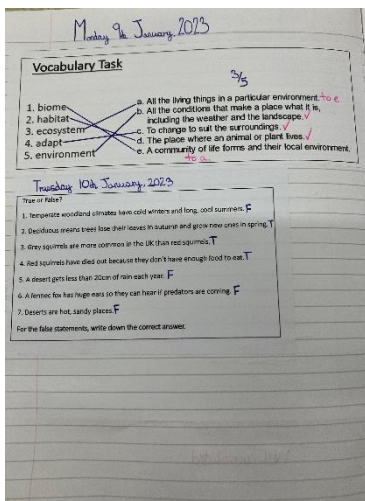 Monday 9th January, 2023
Vocabulary Task
3/5
1. biome
2. habitat
3. ecosystem
4. adapt
5. environment
a. All the living things in a particular environment. to e
b. All the conditions that make a place what it is,
including the weather and the landscape. ✓
c. To change to suit the surroundings. ✓
d. The place where an animal or plant lives. ✓
e. A community of life forms and their local environment.
to a
10th January, 2023
True or False?
1. Temperate woodland climates have cold winters and long, cool summers. F
2. Deciduous means trees lose their leaves in autumn and grow new ones in spring. T
3. Grey squirrels are more common in the UK than red squirrels. T
4. Red squirrels have died out because they don't have enough food to eat. T
5. A desert gets less than 20cm of rain each year. F
6. A fennec fox has huge ears so they can hear if predators are coming. F
7. Deserts are hot, sandy places. F
For the false statements, write down the correct answer.